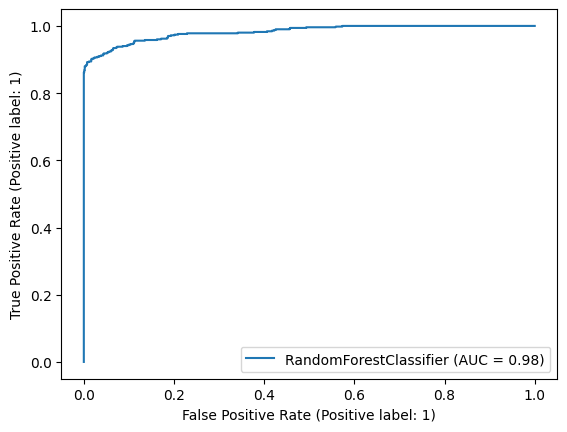 1.0
0.8
0.6
0.4
0.2
0.0
True Positive Rate (Positive label: 1)
RandomForestClassifier (AUC = 0.98)
0.0 0.2 0.4 0.6 0.8 1.0
False Positive Rate (Positive label: 1)